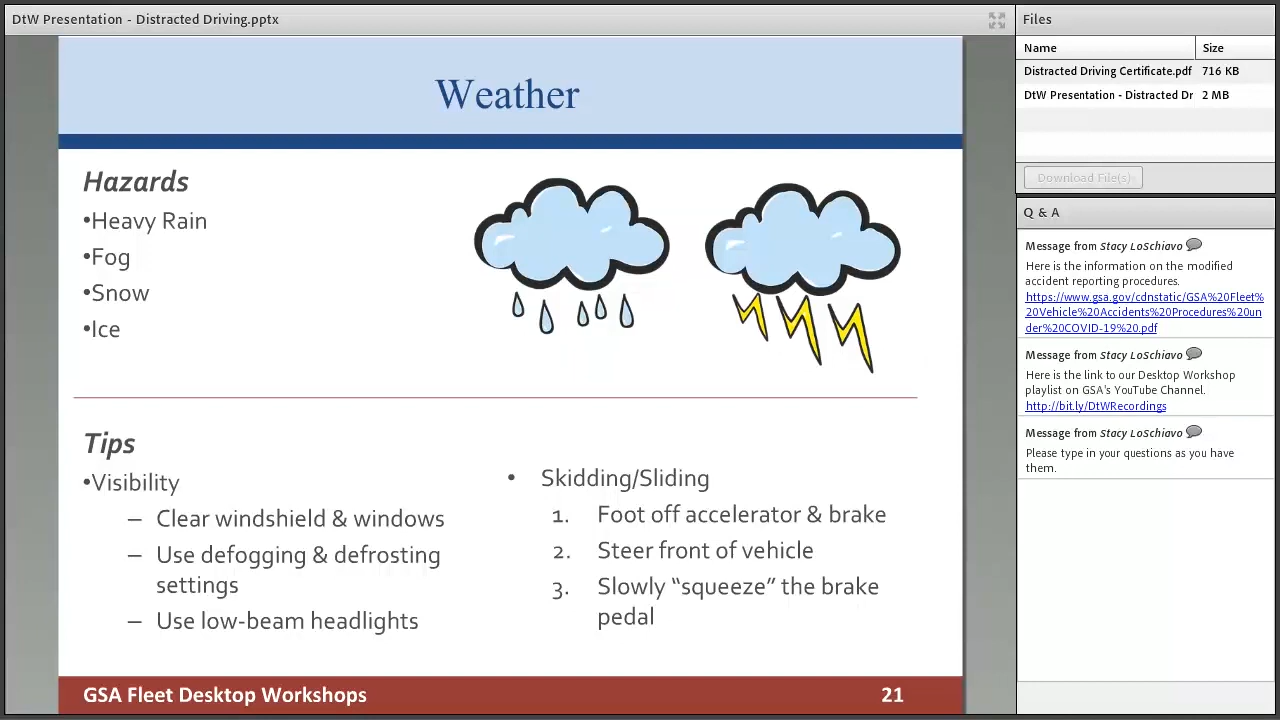 DtW Presentation - Distracted Driving.pptx
Weather
Hazards
•Heavy Rain
•Fog
•Snow
•Ice
Tips
•Visibility
– Clear windshield & windows
– Use defogging & defrosting
settings
– Use low-beam headlights
• Skidding/Sliding
1. Foot off accelerator & brake
2. Steer front of vehicle
3. Slowly “squeeze” the brake
pedal
GSA Fleet Desktop Workshops 21
Files
Name Size
Distracted Driving Certificate.pdf 716 KB
DtW Presentation - Distracted Dr 2 MB
Download File(s)
Q & A
Message from Stacy LoSchiavo
Here is the information on the modified
accident reporting procedures.
https://www.gsa.gov/cdnstatic/GSA%20Fleet%
20Vehicle%20Accidents%20Procedures%20un
der%20COVID-19%20.pdf
Message from Stacy LoSchiavo
Here is the link to our Desktop Workshop
playlist on GSA's YouTube Channel.
http://bit.ly/DtWRecordings
Message from Stacy LoSchiavo
Please type in your questions as you have
them.